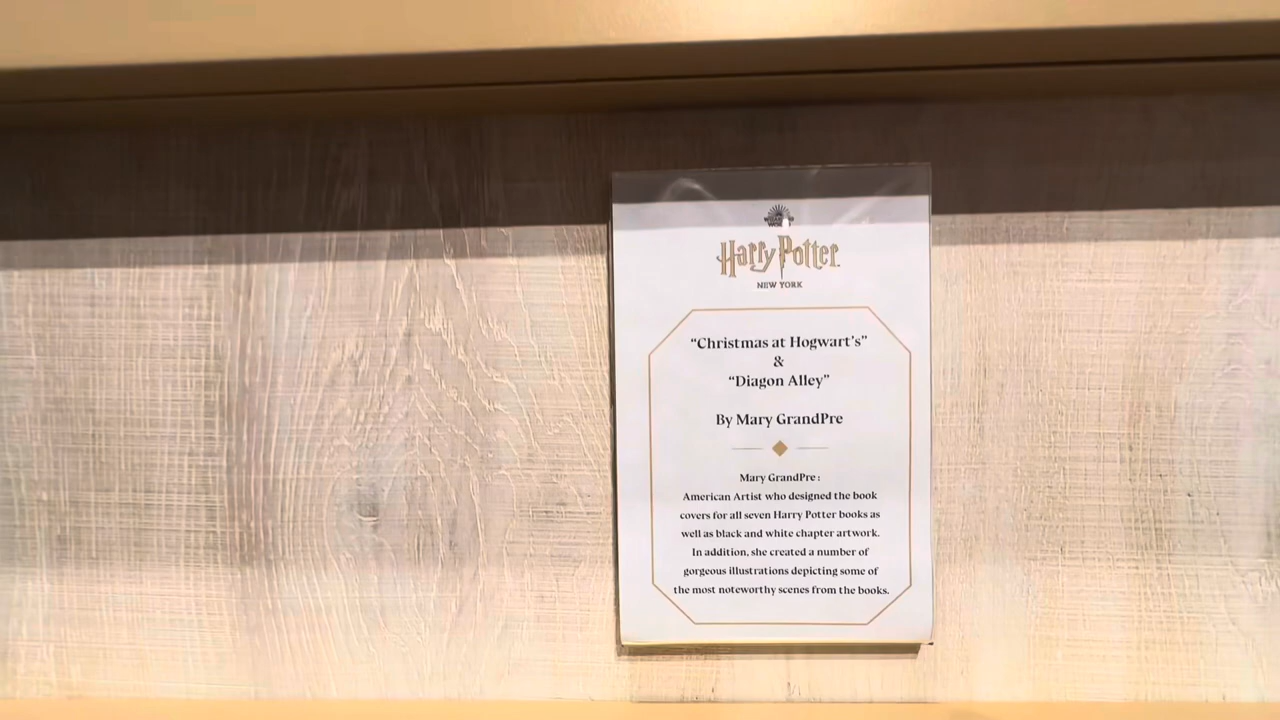 Harry Potter
NEW YORK
“Christmas at Hogwart's”
&
“Diagon Alley”
By Mary GrandPre
Mary GrandPre :
American Artist who designed the book
covers for all seven Harry Potter books as
well as black and white chapter artwork.
In addition, she created a number of
gorgeous illustrations depicting some of
the most noteworthy scenes from the books.